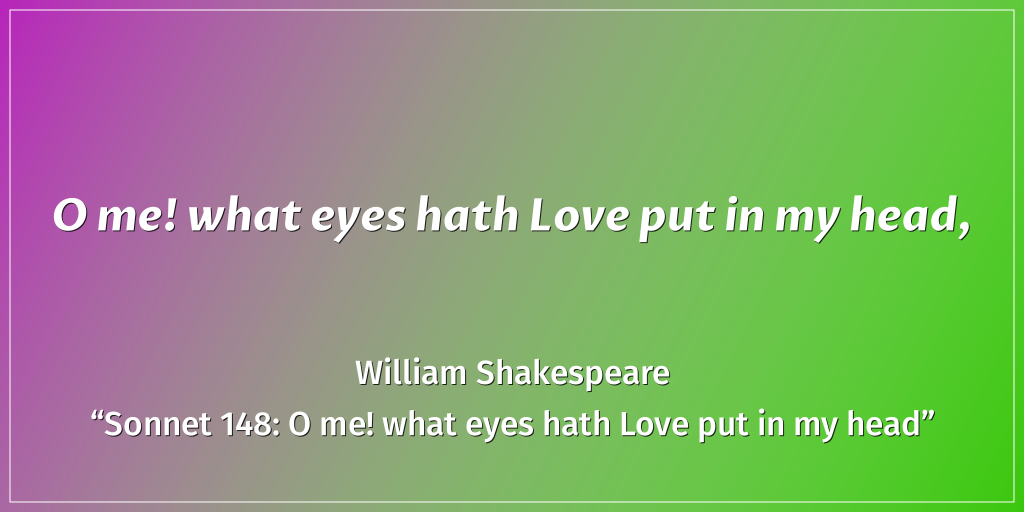 O me! what eyes hath Love put in my head,
William Shakespeare
“Sonnet 148: O me! what eyes hath Love put in my head”